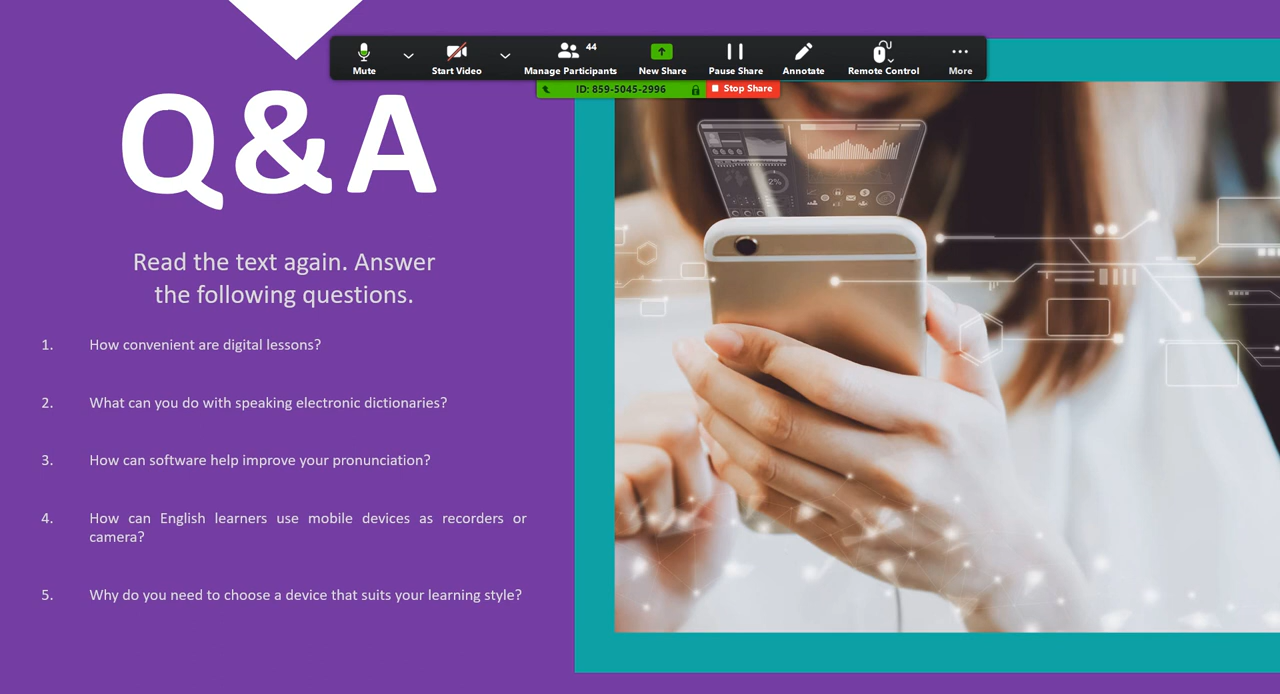 Mute
Start Video
44
Manage Participants
New Share
Pause Share
Annotate
Remote Control
More
ID: 859-5045-2996
Stop Share
Q&A
Read the text again. Answer
the following questions.
1. How convenient are digital lessons?
2. What can you do with speaking electronic dictionaries?
3. How can software help improve your pronunciation?
4. How can English learners use mobile devices as recorders or
camera?
5. Why do you need to choose a device that suits your learning style?
2%